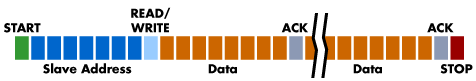 READ/
START WRITE ACK ACK
Slave Address Data Data STOP